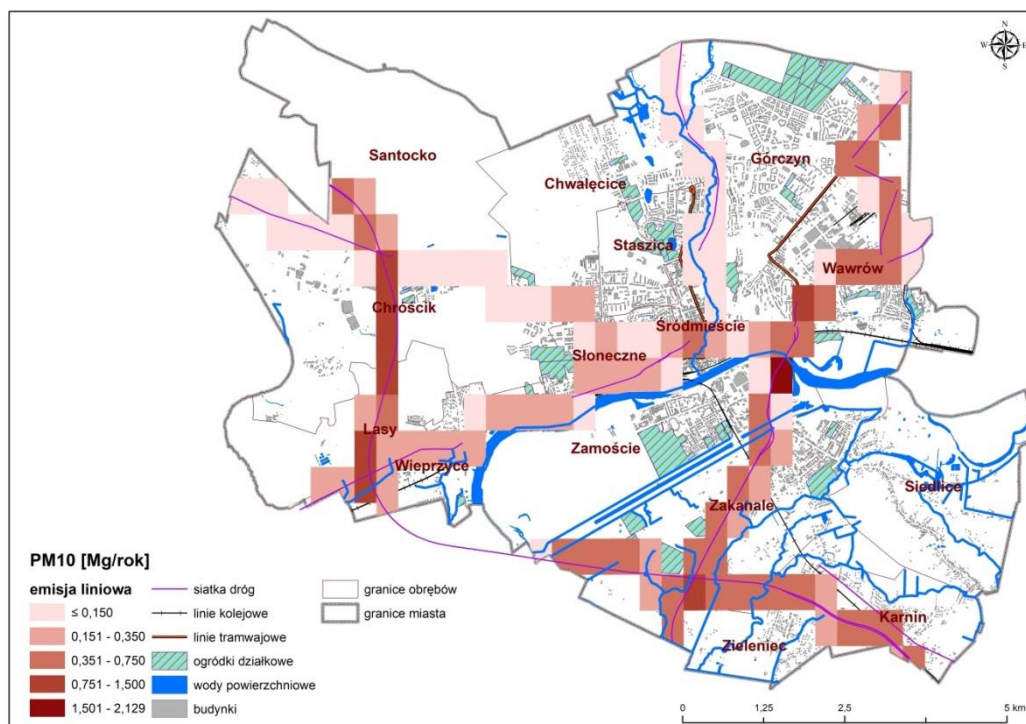 N
W E
S
Santocko
Górczyn
Chwalęcice
Staszica
Wawrów
Chróścik
Śródmieście
Słoneczne
Lasy
Zamoście
Wieprzyce
Siedlice
Zakanale
Karnin
Zieleniec
PM10 [Mg/rok]
emisja liniowa
≤ 0,150
0,151 - 0,350
0,351 - 0,750
0,751 - 1,500
1,501 - 2,129
siatka dróg
linie kolejowe
linie tramwajowe
ogródki działkowe
wody powierzchniowe
budynki
granice obrębów
granice miasta
0 1,25 2,5 5 km